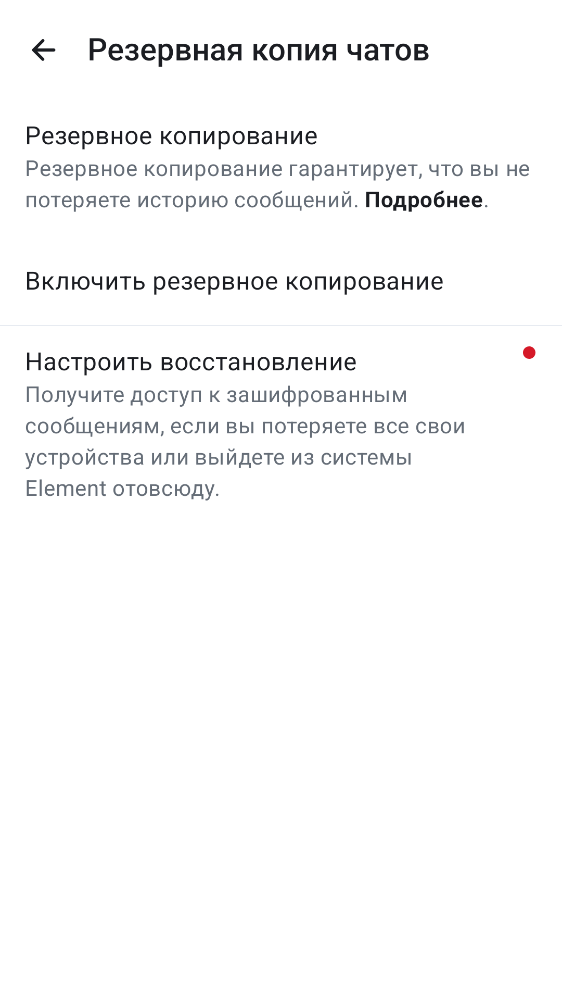 Резервная копия чатов
Резервное копирование
Резервное копирование гарантирует, что вы не
потеряете историю сообщений. Подробнее.
Включить резервное копирование
Настроить восстановление
Получите доступ к зашифрованным
сообщениям, если вы потеряете все свои
устройства или выйдете из системы
Element отовсюду.